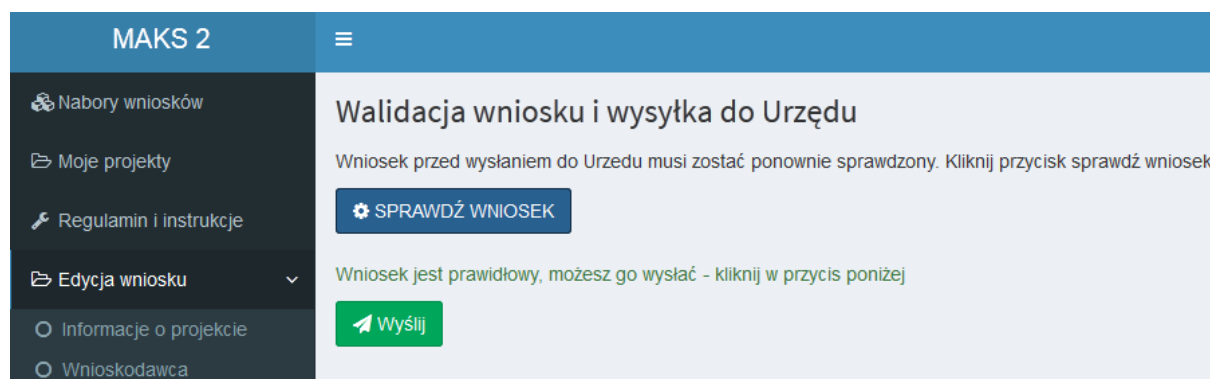 MAKS 2
Nabory wniosków
Moje projekty
Regulamin i instrukcje
Edycja wniosku
Informacje o projekcie
Wnioskodawca
Walidacja wniosku i wysyłka do Urzędu
Wniosek przed wysłaniem do Urzedu musi zostać ponownie sprawdzony. Kliknij przycisk sprawdź wniosek
SPRAWDŹ WNIOSEK
Wniosek jest prawidłowy, możesz go wysłać - kliknij w przycis poniżej
Wyślij